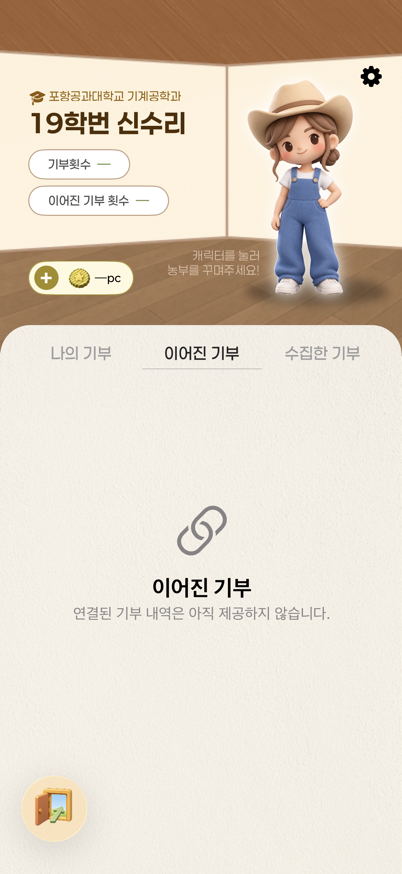 포항공과대학교 기계공학과
19학번 신수리
기부횟수 —
이어진 기부 횟수 —
—pc
캐릭터를 눌러
농부를 꾸며주세요!
나의 기부
이어진 기부
수집한 기부
이어진 기부
연결된 기부 내역은 아직 제공하지 않습니다.